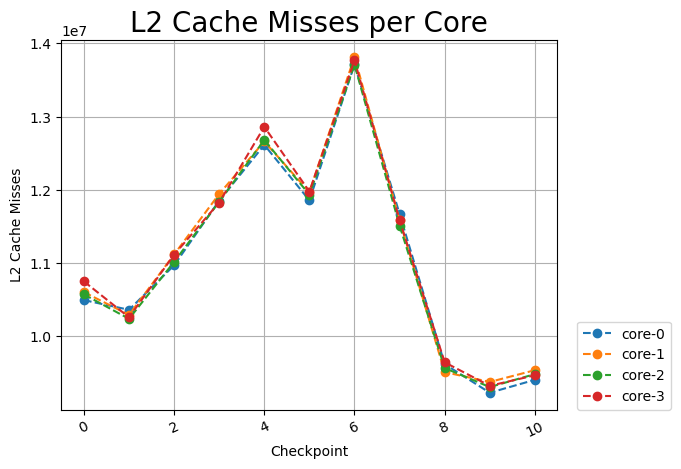 L2 Cache Misses per Core
1e7
1.4
1.3
1.2
1.1
1.0
L2 Cache Misses
0
2
4
6
8
10
Checkpoint
core-0
core-1
core-2
core-3